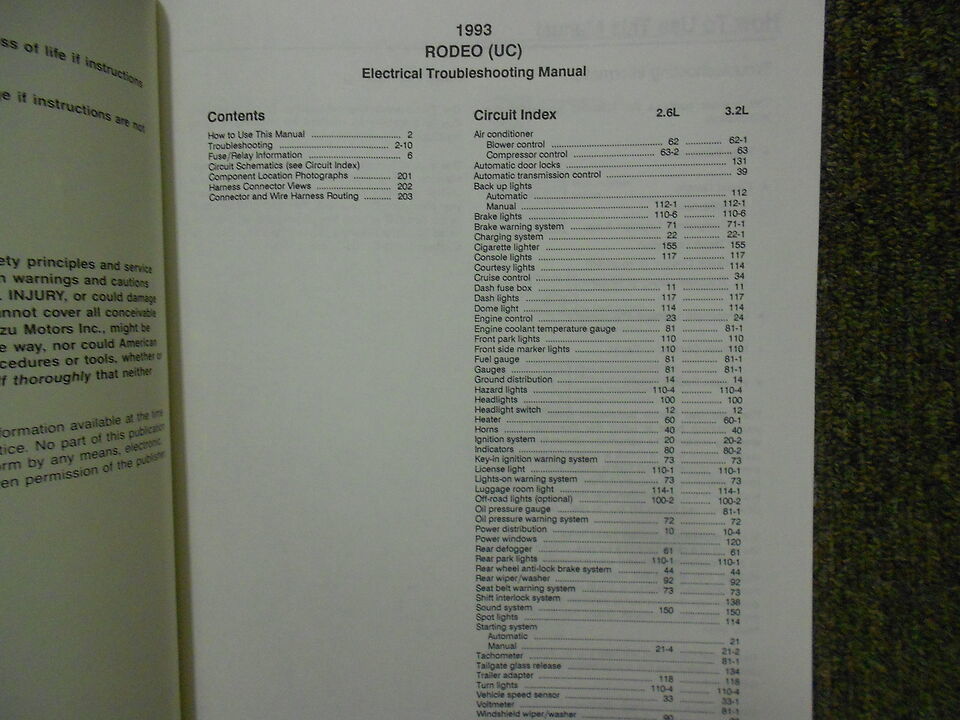 ss of life if instructions
ge if instructions are not
ety principles and service
n warnings and cautions
INJURY, or could damage
annot cover all conceivable
zu Motors Inc., might be
e way, nor could American
cedures or tools, whether or
ff thoroughly that neither
formation available at the time
tice. No part of this publication
orm by any means, electronic,
en permission of the publisher.
1993
RODEO (UC)
Electrical Troubleshooting Manual
Contents
How to Use This Manual 2
Troubleshooting 2-10
Fuse/Relay Information 6
Circuit Schematics (see Circuit Index)
Component Location Photographs 201
Harness Connector Views 202
Connector and Wire Harness Routing 203
Circuit Index 2.6L 3.2L
Air conditioner
Blower control 62 62-1
Compressor control 63-2 63
Automatic door locks 131
Automatic transmission control 39
Back up lights
Automatic 112
Manual 112-1 112-1
Brake lights 110-6 110-6
Brake warning system 71 71-1
Charging system 22 22-1
Cigarette lighter 155 155
Console lights 117 117
Courtesy lights 114
Cruise control 34
Dash fuse box 11 11
Dash lights 117 117
Dome light 114 114
Engine control 23 24
Engine coolant temperature gauge 81 81-1
Front park lights 110 110
Front side marker lights 110 110
Fuel gauge 81 81-1
Gauges 81 81-1
Ground distribution 14 14
Hazard lights 110-4 110-4
Headlights 100 100
Headlight switch 12 12
Heater 60 60-1
Horns 40 40
Ignition system 20 20-2
Indicators 80 80-2
Key-in ignition warning system 73 73
License light 110-1 110-1
Lights-on warning system 73 73
Luggage room light 114-1 114-1
Off-road lights (optional) 100-2 100-2
Oil pressure gauge 81-1
Oil pressure warning system 72 72
Power distribution 10 10-4
Power windows 120
Rear defogger 61 61
Rear park lights 110-1 110-1
Rear wheel anti-lock brake system 44 44
Rear wiper/washer 92 92
Seat belt warning system 73 73
Shift interlock system 138
Sound system 150 150
Spot lights 114
Starting system
Automatic 21
Manual 21-4 21-2
Tachometer 81-1
Tailgate glass release 134
Trailer adapter 118 118
Turn lights 110-4 110-4
Vehicle speed sensor 33 33-1
Voltmeter 81-1
Windshield wiper/washer 90